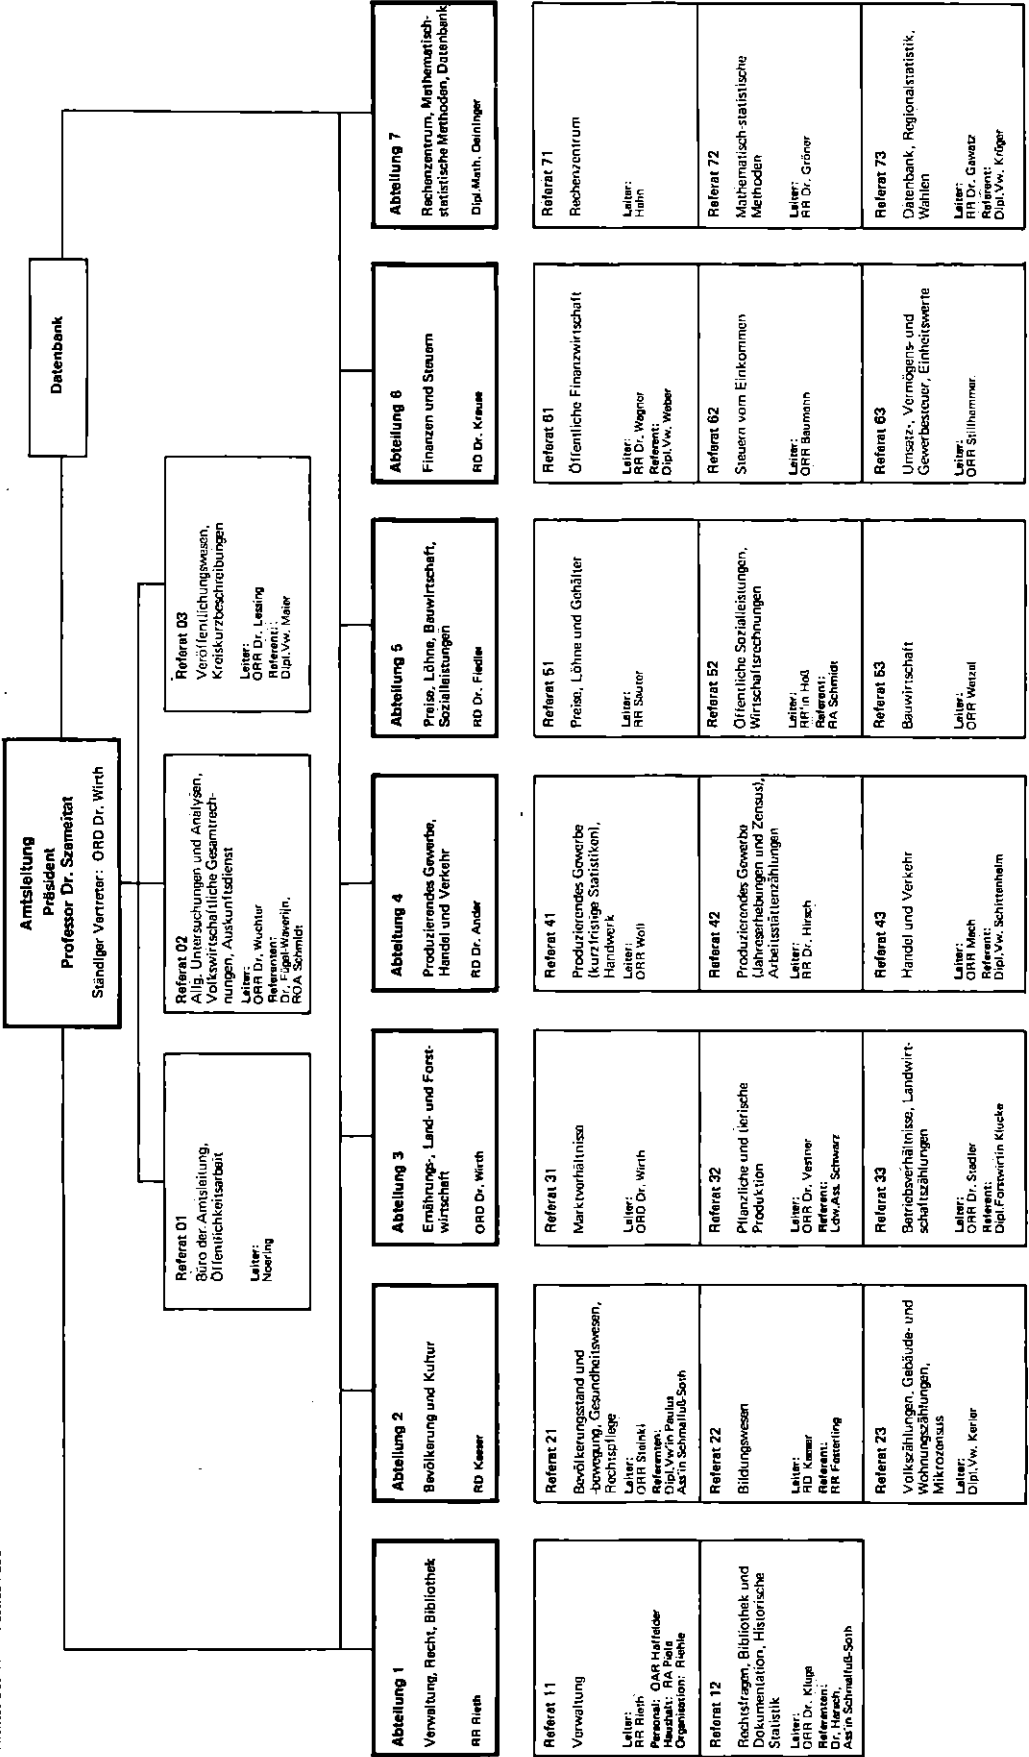 Amtsleitung
Präsident
Professor Dr. Szameitat
Ständiger Vertreter: ORD Dr. Wirth
Datenbank
Referat 01
Büro der Amtsleitung,
Öffentlichkeitsarbeit
Leiter:
Noerling
Referat 02
Allg. Untersuchungen und Analysen,
Volkswirtschaftliche Gesamtrech-
nungen, Auskunftsdienst
Leiter:
ORR Dr. Wuchter
Referenten:
Dr. Fügel-Waverijn,
ROA Schmidt
Referat 03
Veröffentlichungswesen,
Kreiskurzbeschreibungen
Leiter:
ORR Dr. Lessing
Referent:
Dipl.Vw. Maier
Abteilung 1
Verwaltung, Recht, Bibliothek
RR Rieth
Abteilung 2
Bevölkerung und Kultur
RD Kaeser
Abteilung 3
Ernährungs-, Land- und Forst-
wirtschaft
ORD Dr. Wirth
Abteilung 4
Produzierendes Gewerbe,
Handel und Verkehr
RD Dr. Ander
Abteilung 5
Preise, Löhne, Bauwirtschaft,
Sozialleistungen
RD Dr. Fiedler
Abteilung 6
Finanzen und Steuern
RD Dr. Krause
Abteilung 7
Rechenzentrum, Mathematisch-
statistische Methoden, Datenbank
Dipl.Math. Deininger
Referat 11
Verwaltung
Leiter:
RR Rieth
Personal: OAR Haffelder
Haushalt: RA Piela
Organisation: Riehle
Referat 12
Rechtsfragen, Bibliothek und
Dokumentation, Historische
Statistik
Leiter:
ORR Dr. Kluge
Referenten:
Dr. Harsch,
Ass'in Schmalfuß-Soth
Referat 21
Bevölkerungsstand und
-bewegung, Gesundheitswesen,
Rechtspflege
Leiter:
ORR Steinki
Referenten:
Dipl.Vw'in Paulus
Ass'in Schmalfuß-Soth
Referat 22
Bildungswesen
Leiter:
RD Kaeser
Referent:
RR Fetterling
Referat 23
Volkszählungen, Gebäude- und
Wohnungszählungen,
Mikrozensus
Leiter:
Dipl.Vw. Kerler
Referat 31
Marktverhältnisse
Leiter:
ORD Dr. Wirth
Referat 32
Pflanzliche und tierische
Produktion
Leiter:
ORR Dr. Vestner
Referent:
Ldw.Ass. Schwarz
Referat 33
Betriebsverhältnisse, Landwirt-
schaftszählungen
Leiter:
ORR Dr. Stadler
Referent:
Dipl.Forstwirtin Klucke
Referat 41
Produzierendes Gewerbe
(kurzfristige Statistiken),
Handwerk
Leiter:
ORR Woll
Referat 42
Produzierendes Gewerbe
(Jahreserhebungen und Zensus),
Arbeitsstättenzählungen
Leiter:
RR Dr. Hirsch
Referat 43
Handel und Verkehr
Leiter:
ORR Mach
Referent:
Dipl.Vw. Schittenhelm
Referat 51
Preise, Löhne und Gehälter
Leiter:
RR Sauter
Referat 52
Öffentliche Sozialleistungen,
Wirtschaftsrechnungen
Leiter:
RR'in Hoß
Referent:
RA Schmidt
Referat 53
Bauwirtschaft
Leiter:
ORR Wetzel
Referat 61
Öffentliche Finanzwirtschaft
Leiter:
RR Dr. Wagner
Referent:
Dipl.Vw. Weber
Referat 62
Steuern vom Einkommen
Leiter:
ORR Baumann
Referat 63
Umsatz-, Vermögens- und
Gewerbesteuer, Einheitswerte
Leiter:
ORR Stillhammer
Referat 71
Rechenzentrum
Leiter:
Hahn
Referat 72
Mathematisch-statistische
Methoden
Leiter:
RR Dr. Gröner
Referat 73
Datenbank, Regionalstatistik,
Wahlen
Leiter:
RR Dr. Gawatz
Referent:
Dipl.Vw. Krüger